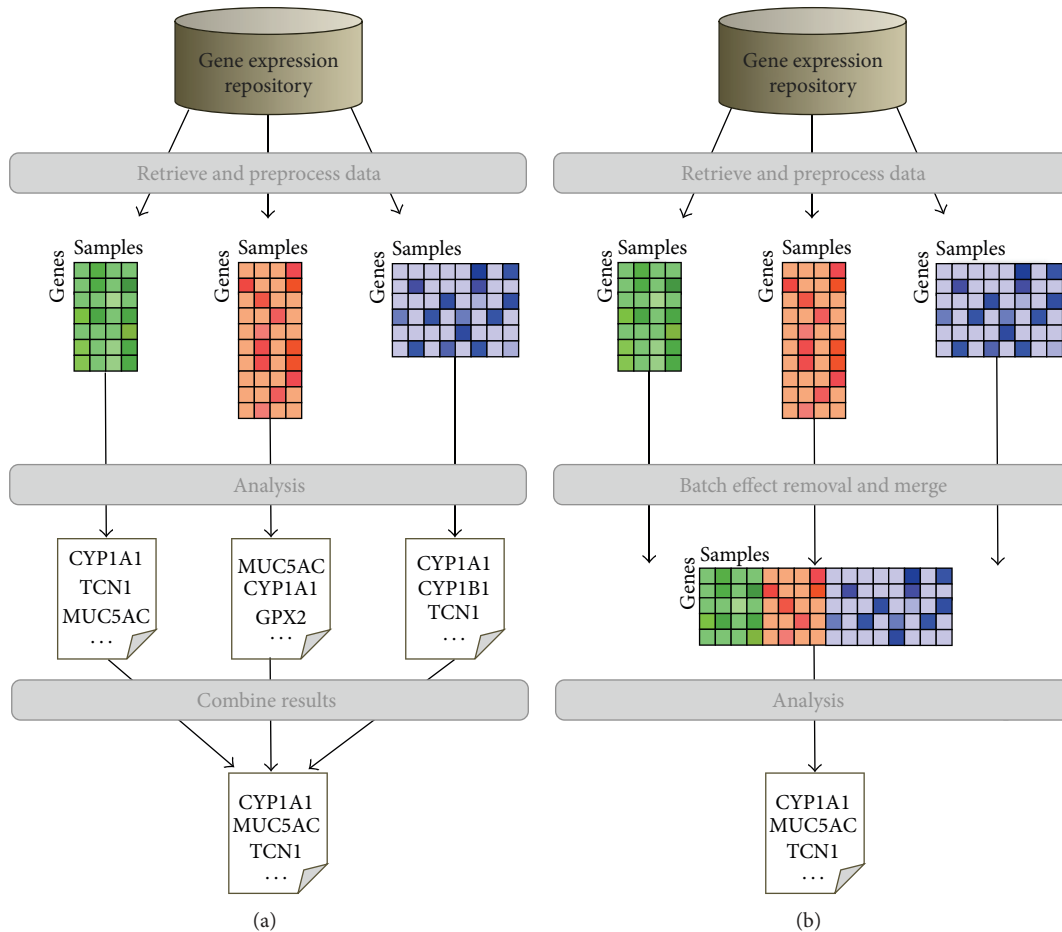 Gene expression
repository
Retrieve and preprocess data
Samples
Genes
Genes
Samples
Genes
Analysis
CYP1A1
TCN1
MUC5AC
...
MUC5AC
CYP1A1
GPX2
...
CYP1A1
CYP1B1
TCN1
...
Combine results
CYP1A1
MUC5AC
TCN1
...
(a)
Gene expression
repository
Retrieve and preprocess data
Samples
Genes
Genes
Samples
Genes
Batch effect removal and merge
Samples
Genes
Analysis
CYP1A1
MUC5AC
TCN1
...
(b)